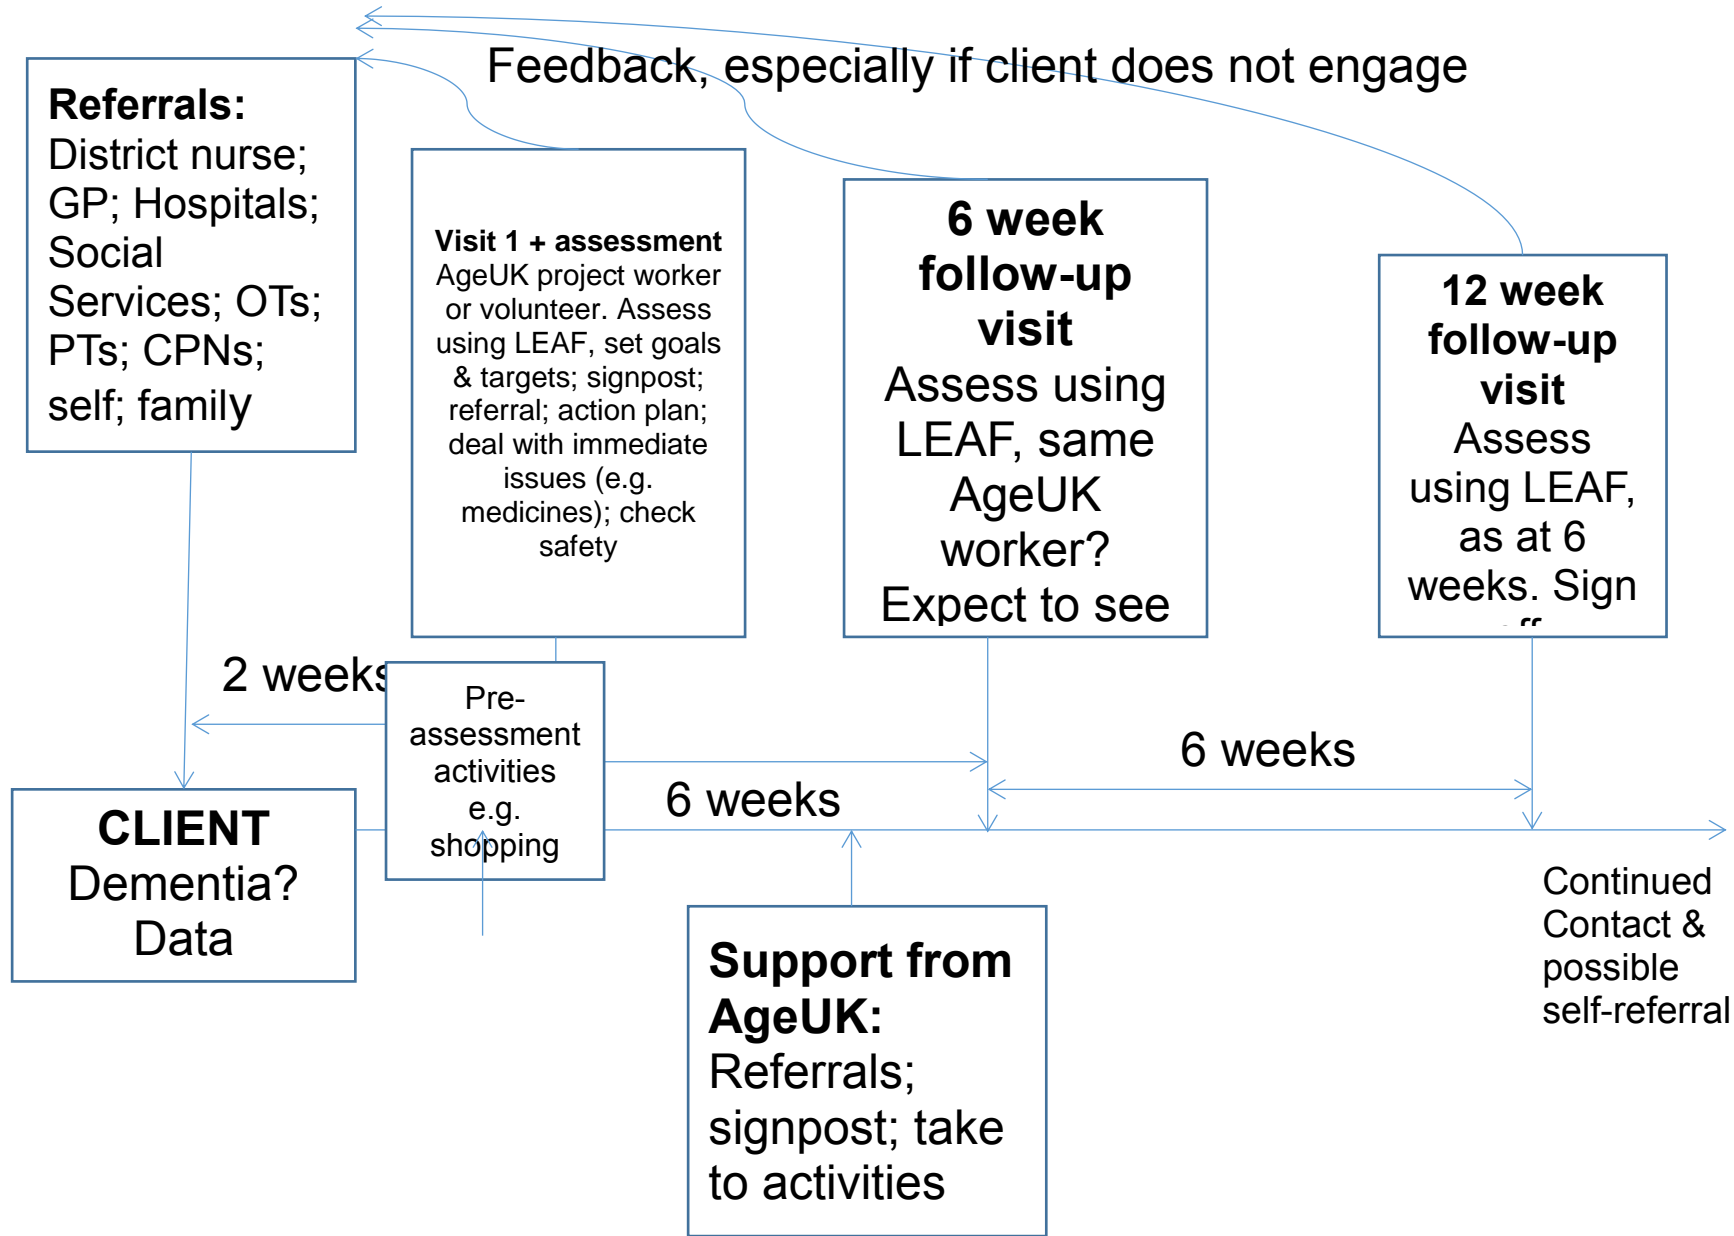 Feedback, especially if client does not engage
Referrals:
District nurse;
GP; Hospitals;
Social
Services; OTs;
PTs; CPNs;
self; family
Visit 1 + assessment
AgeUK project worker
or volunteer. Assess
using LEAF, set goals
& targets; signpost;
referral; action plan;
deal with immediate
issues (e.g.
medicines); check
safety
6 week
follow-up
visit
Assess using
LEAF, same
AgeUK
worker?
Expect to see
12 week
follow-up
visit
Assess
using LEAF,
as at 6
weeks. Sign
2 weeks
Pre-
assessment
activities
e.g.
shopping
6 weeks
6 weeks
CLIENT
Dementia?
Data
Support from
AgeUK:
Referrals;
signpost; take
to activities
Continued
Contact &
possible
self-referral